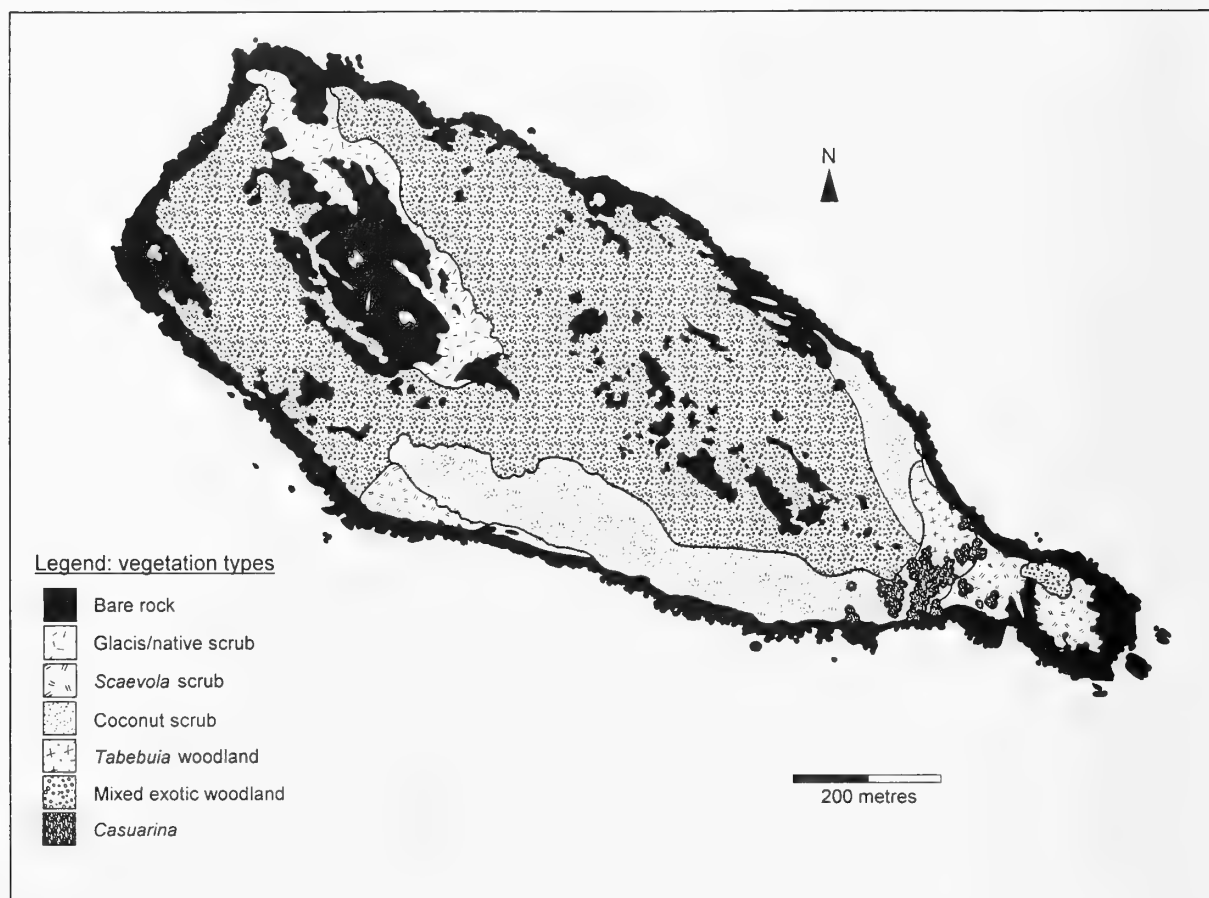 N
Legend: vegetation types
Bare rock
Glacis/native scrub
Scaevola scrub
Coconut scrub
Tabebuia woodland
Mixed exotic woodland
Casuarina
200 metres